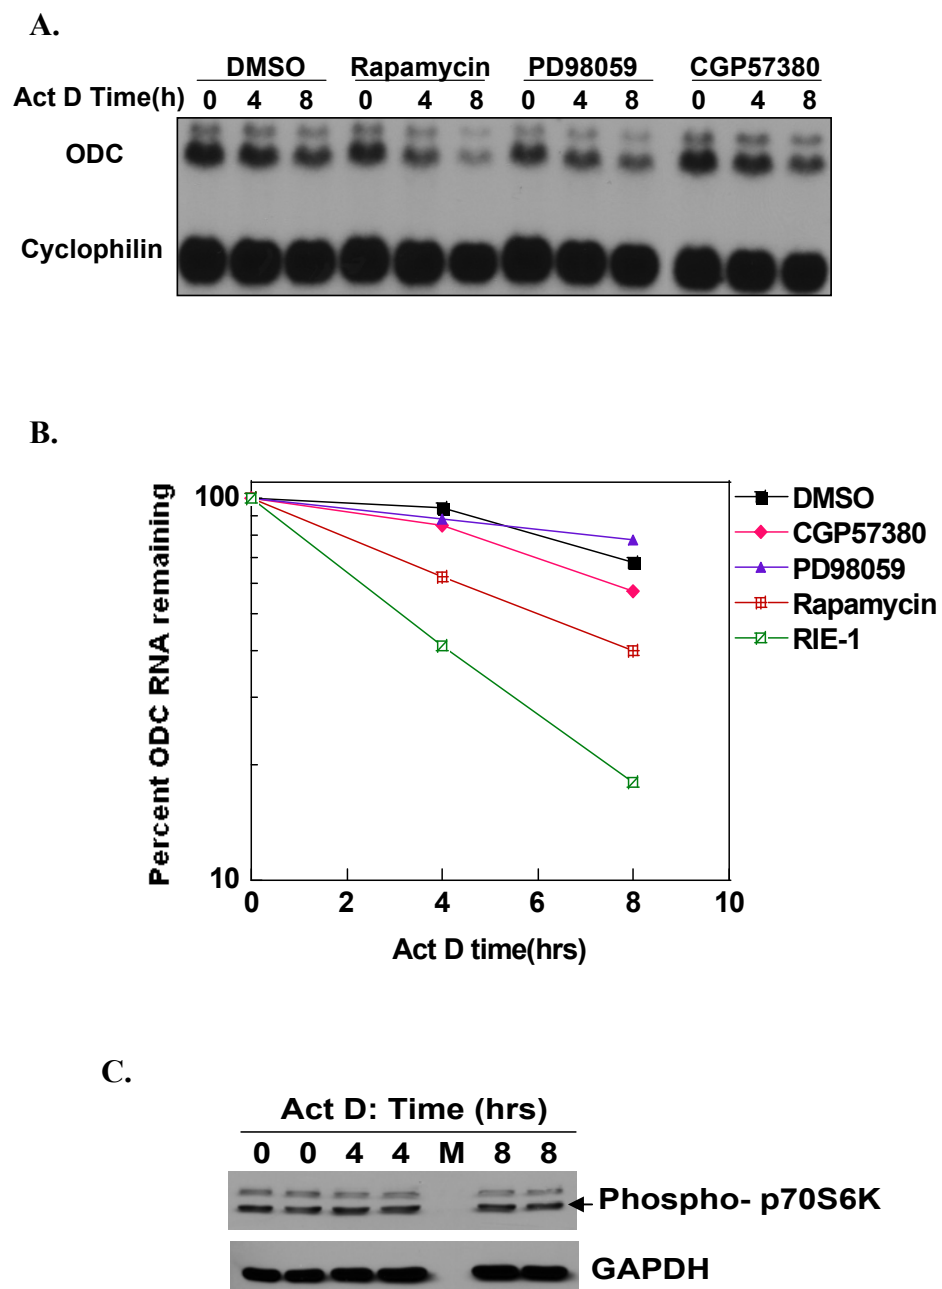 A.
DMSO Rapamycin PD98059 CGP57380
Act D Time(h) 0 4 8 0 4 8 0 4 8 0 4 8
ODC
Cyclophilin
B.
Percent ODC RNA remaining
100
10
0 2 4 6 8 10
Act D time(hrs)
DMSO
CGP57380
PD98059
Rapamycin
RIE-1
C.
Act D: Time (hrs)
0 0 4 4 M 8 8
Phospho- p70S6K
GAPDH